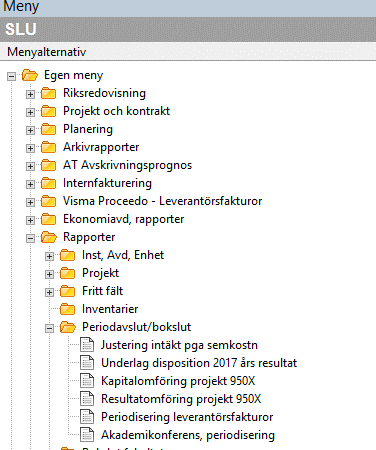 Meny
SLU
Menyalternativ
Egen meny
Riksredovisning
Projekt och kontrakt
Planering
Arkivrapporter
AT Avskrivningsprognos
Internfakturering
Visma Proceedo - Leverantörsfakturor
Ekonomiavd, rapporter
Rapporter
Inst, Avd, Enhet
Projekt
Fritt fält
Inventarier
Periodavslut/bokslut
Justering intäkt pga semkostn
Underlag disposition 2017 års resultat
Kapitalomföring projekt 950X
Resultatomföring projekt 950X
Periodisering leverantörsfakturor
Akademikonferens, periodisering